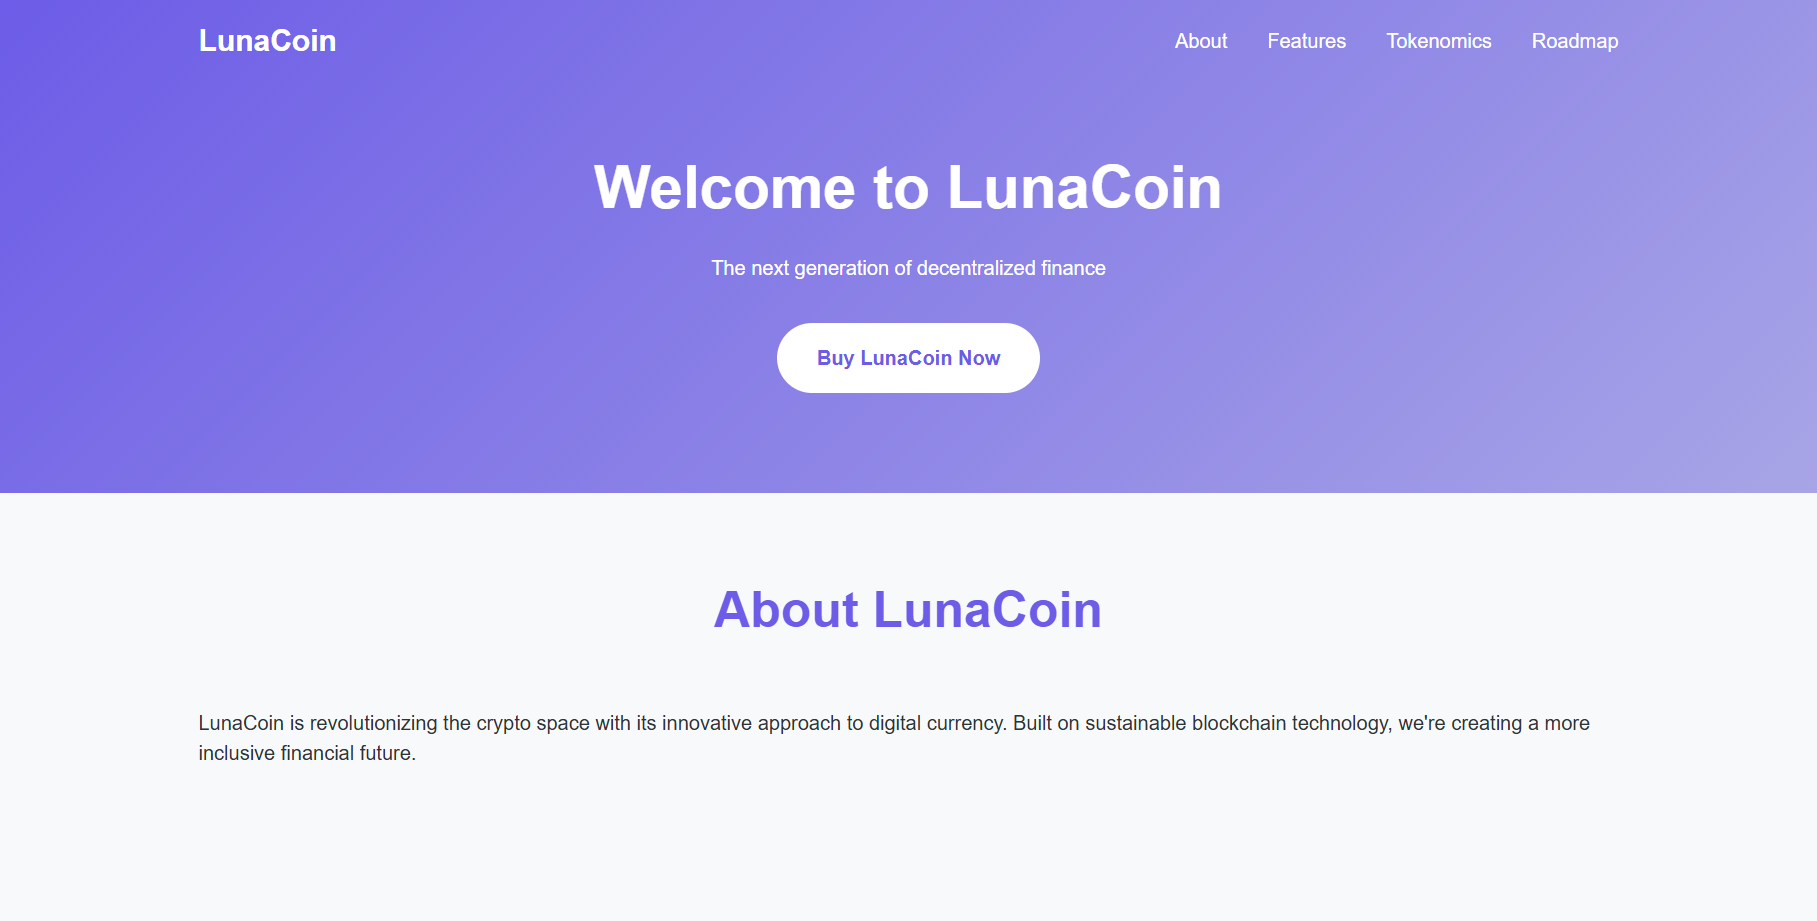 LunaCoin
About Features Tokenomics Roadmap
Welcome to LunaCoin
The next generation of decentralized finance
Buy LunaCoin Now
About LunaCoin
LunaCoin is revolutionizing the crypto space with its innovative approach to digital currency. Built on sustainable blockchain technology, we're creating a more
inclusive financial future.